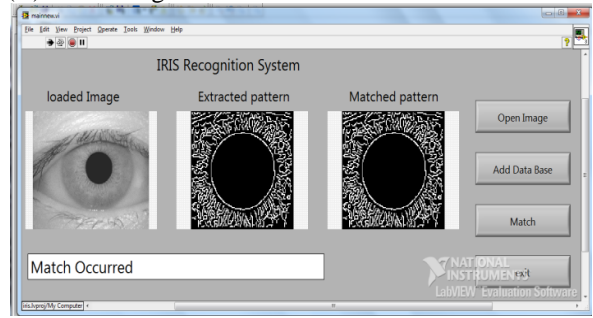 mainnew.vi
File Edit View Project Operate Tools Window Help
IRIS Recognition System
loaded Image
Extracted pattern
Matched pattern
Open Image
Add Data Base
Match
Match Occurred
exit
NATIONAL
INSTRUMENTS
LabVIEW Evaluation Software
iris.lvproj/My Computer